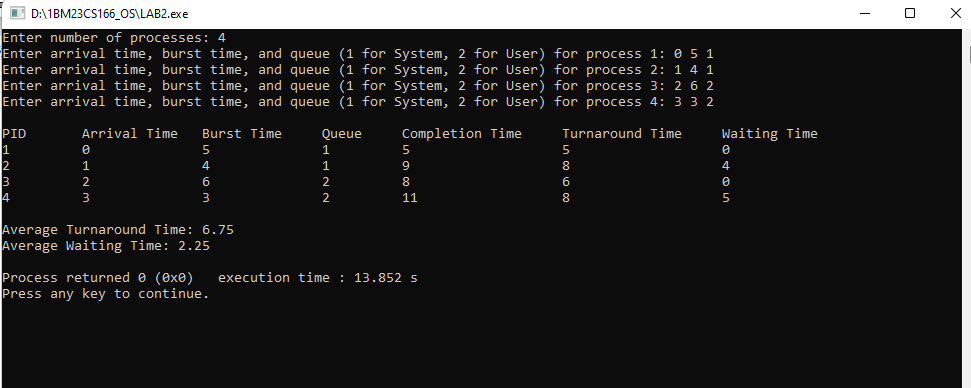 D:\1BM23CS166_OS\LAB2.exe
Enter number of processes: 4
Enter arrival time, burst time, and queue (1 for System, 2 for User) for process 1: 0 5 1
Enter arrival time, burst time, and queue (1 for System, 2 for User) for process 2: 1 4 1
Enter arrival time, burst time, and queue (1 for System, 2 for User) for process 3: 2 6 2
Enter arrival time, burst time, and queue (1 for System, 2 for User) for process 4: 3 3 2
PID Arrival Time Burst Time Queue Completion Time Turnaround Time Waiting Time
1 0 5 1 5 5 0
2 1 4 1 9 8 4
3 2 6 2 8 6 0
4 3 3 2 11 8 5
Average Turnaround Time: 6.75
Average Waiting Time: 2.25
Process returned 0 (0x0) execution time : 13.852 s
Press any key to continue.